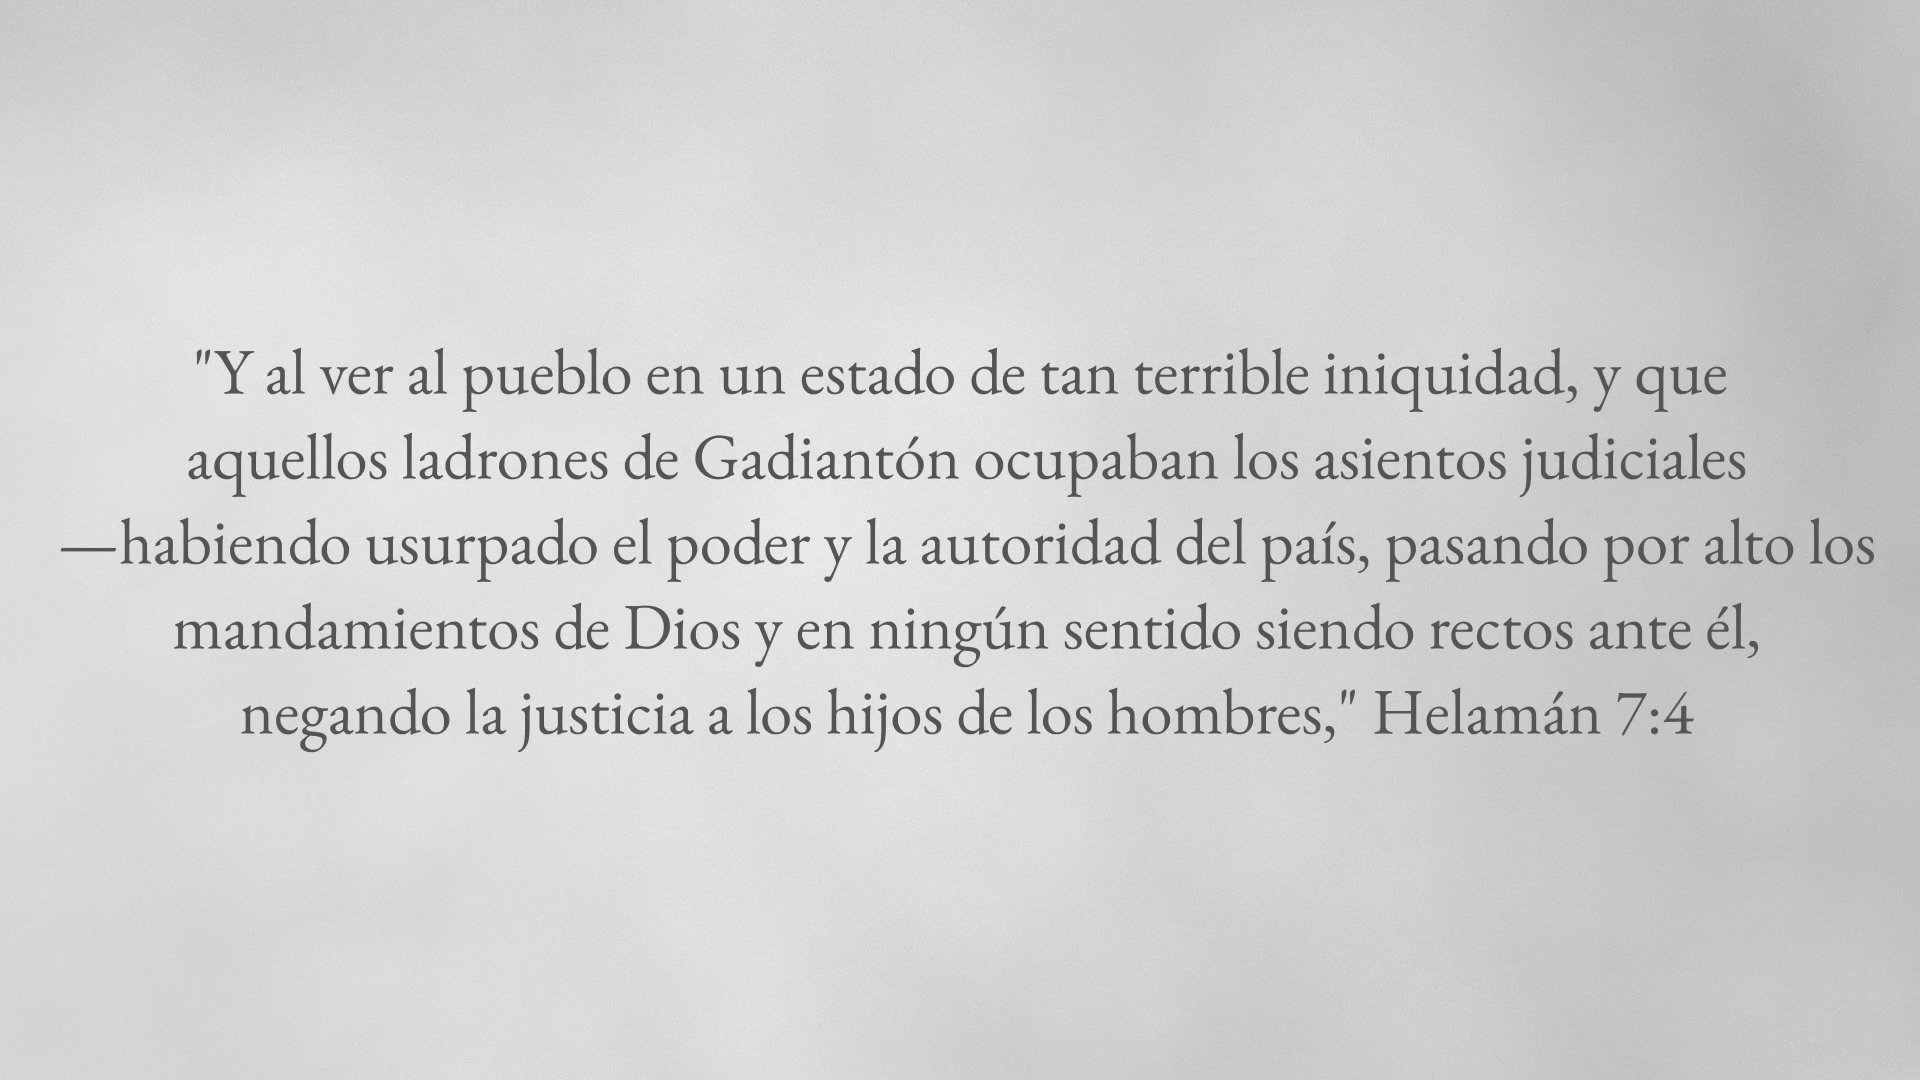 "Y al ver al pueblo en un estado de tan terrible iniquidad, y que
aquellos ladrones de Gadiantón ocupaban los asientos judiciales
—habiendo usurpado el poder y la autoridad del país, pasando por alto los
mandamientos de Dios y en ningún sentido siendo rectos ante él,
negando la justicia a los hijos de los hombres," Helamán 7:4